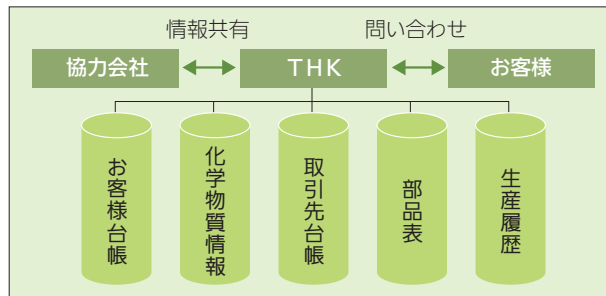 情報共有
問い合わせ
協力会社
THK
お客様
お客様台帳
化学物質情報
取引先台帳
部品表
生産履歴